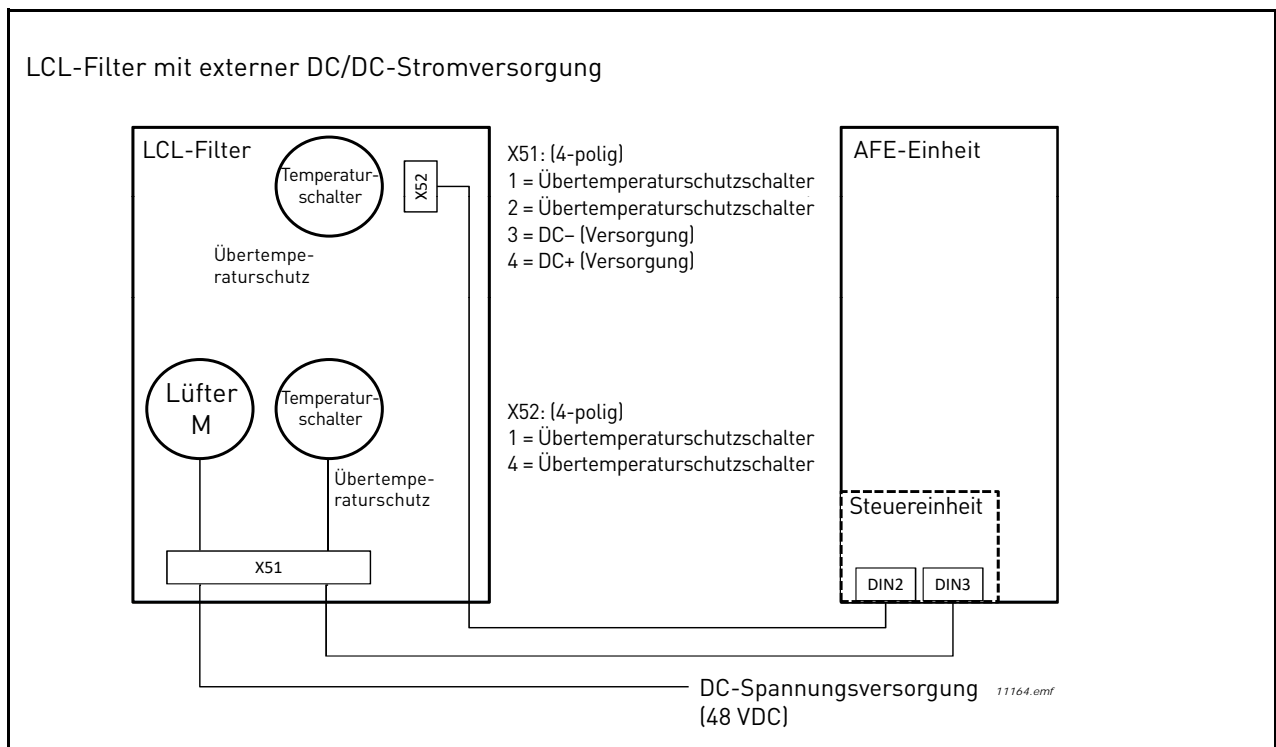 LCL-Filter mit externer DC/DC-Stromversorgung
LCL-Filter
Temperatur-
schalter
X52
Übertempe-
raturschutz
X51: (4-polig)
1 = Übertemperaturschutzschalter
2 = Übertemperaturschutzschalter
3 = DC– (Versorgung)
4 = DC+ (Versorgung)
AFE-Einheit
Lüfter
M
Temperatur-
schalter
Übertempe-
raturschutz
X51
X52: (4-polig)
1 = Übertemperaturschutzschalter
4 = Übertemperaturschutzschalter
Steuereinheit
DIN2
DIN3
DC-Spannungsversorgung
(48 VDC)
11164.emf